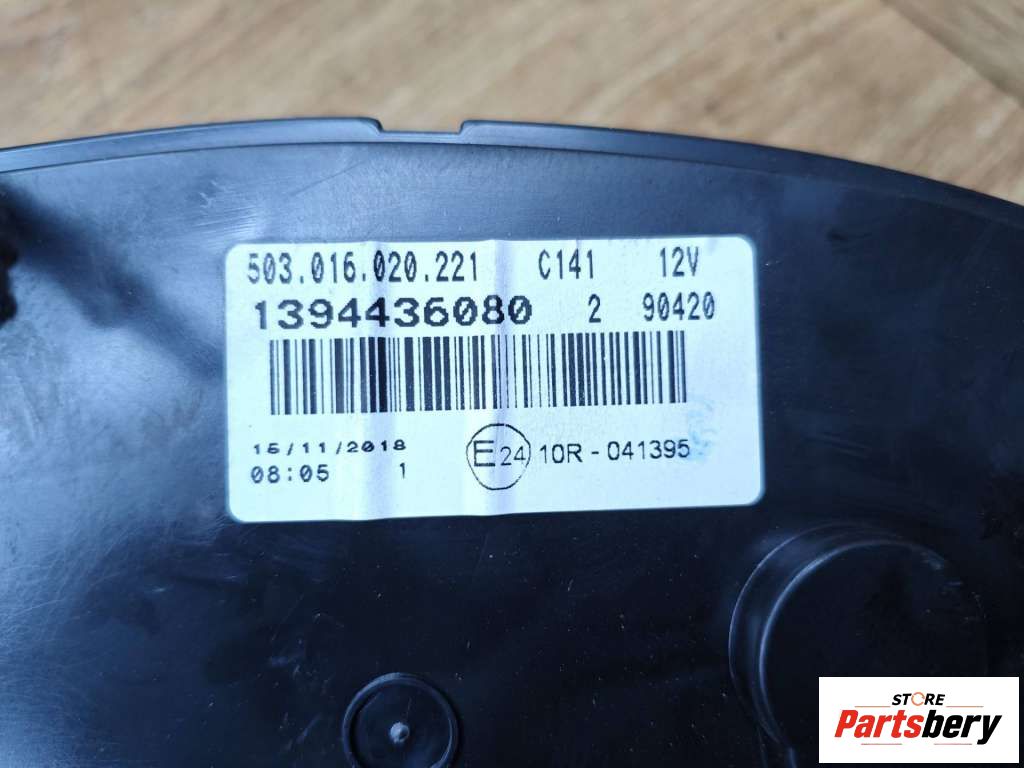 503.016.020.221 C141 12V
1394436080 2 90420
15/11/2018
08:05 1
E24 10R - 041395
STORE
Partsbery